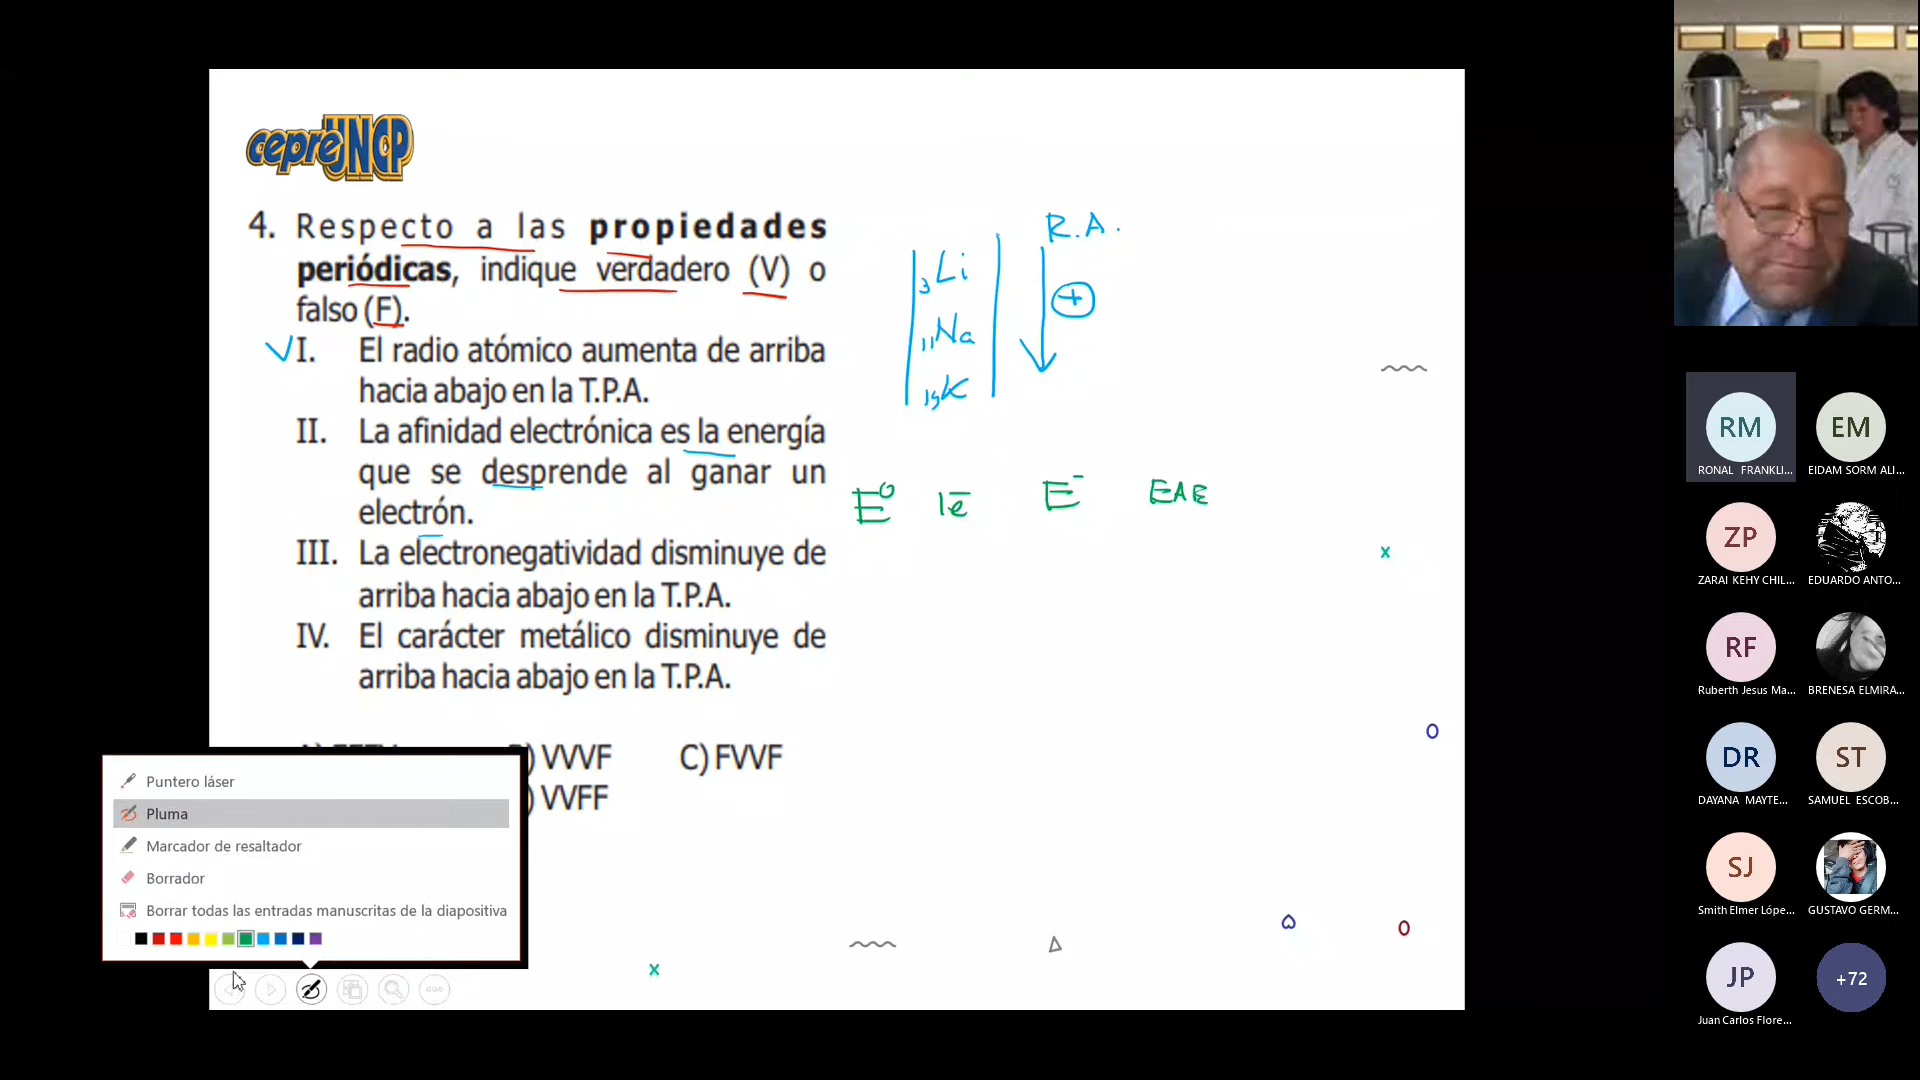 cepreUNCP
4. Respecto a las propiedades
periódicas, indique verdadero (V) o
falso (F).
V I. El radio atómico aumenta de arriba
hacia abajo en la T.P.A.
II. La afinidad electrónica es la energía
que se desprende al ganar un
electrón.
III. La electronegatividad disminuye de
arriba hacia abajo en la T.P.A.
IV. El carácter metálico disminuye de
arriba hacia abajo en la T.P.A.
) VVVF C) FVVF
) VVFF
R.A.
3Li
+
11Na
19K
E⁰ 1e⁻ E⁻ EAE
Puntero láser
Pluma
Marcador de resaltador
Borrador
Borrar todas las entradas manuscritas de la diapositiva
RM EM
RONAL FRANKLI... EIDAM SORM ALI...
ZP
ZARAI KEHY CHIL... EDUARDO ANTO...
RF
Ruberth Jesus Ma... BRENESA ELMIRA...
DR ST
DAYANA MAYTE... SAMUEL ESCOB...
SJ
Smith Elmer Lópe... GUSTAVO GERM...
JP +72
Juan Carlos Flore...